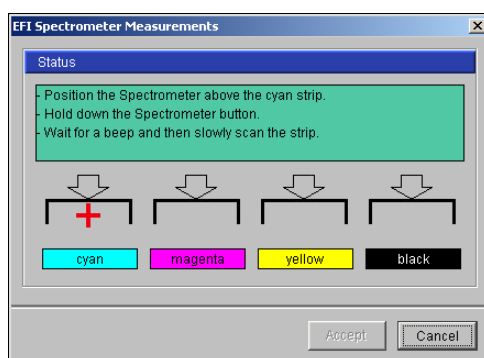 EFI Spectrometer Measurements
Status
- Position the Spectrometer above the cyan strip.
- Hold down the Spectrometer button.
- Wait for a beep and then slowly scan the strip.
cyan magenta yellow black
Accept Cancel